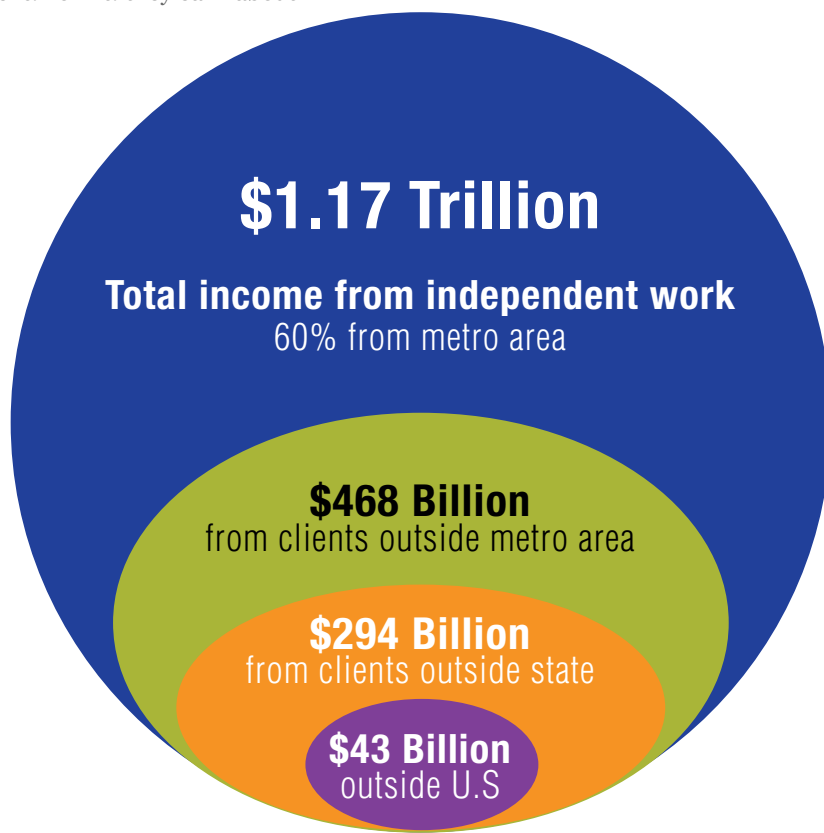 $1.17 Trillion
Total income from independent work
60% from metro area
$468 Billion
from clients outside metro area
$294 Billion
from clients outside state
$43 Billion
outside U.S